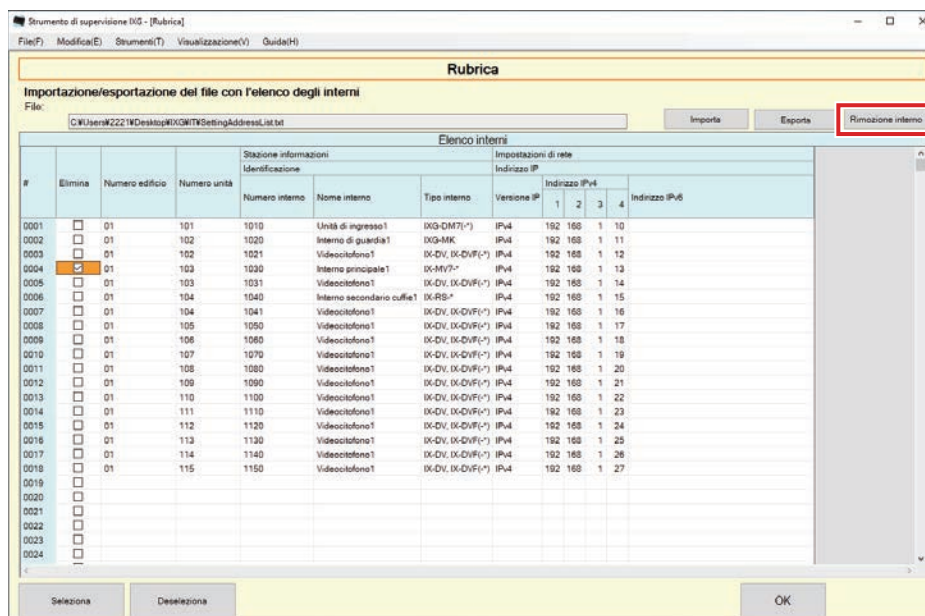 Strumento di supervisione IXG - [Rubrica]
File(F) Modifica(E) Strumenti(T) Visualizzazione(V) Guida(H)
Rubrica
Importazione/esportazione del file con l'elenco degli interni
File:
C:¥Users¥2221¥Desktop¥IXG¥IT¥SettingAddressList.txt Importa Esporta Rimozione interno
Elenco interni
Stazione informazioni Impostazioni di rete
Identificazione Indirizzo IP
# Elimina Numero edificio Numero unità Numero interno Nome interno Tipo interno Versione IP Indirizzo IPv4 Indirizzo IPv6
1 2 3 4
0001 01 101 1010 Unità di ingresso1 IXG-DM7(-*) IPv4 192 168 1 10
0002 01 102 1020 Interno di guardia1 IXG-MK IPv4 192 168 1 11
0003 01 102 1021 Videocitofono1 IX-DV, IX-DVF(-*) IPv4 192 168 1 12
0004 01 103 1030 Interno principale1 IX-MV7-* IPv4 192 168 1 13
0005 01 103 1031 Videocitofono1 IX-DV, IX-DVF(-*) IPv4 192 168 1 14
0006 01 104 1040 Interno secondario cuffie1 IX-RS-* IPv4 192 168 1 15
0007 01 104 1041 Videocitofono1 IX-DV, IX-DVF(-*) IPv4 192 168 1 16
0008 01 105 1050 Videocitofono1 IX-DV, IX-DVF(-*) IPv4 192 168 1 17
0009 01 106 1060 Videocitofono1 IX-DV, IX-DVF(-*) IPv4 192 168 1 18
0010 01 107 1070 Videocitofono1 IX-DV, IX-DVF(-*) IPv4 192 168 1 19
0011 01 108 1080 Videocitofono1 IX-DV, IX-DVF(-*) IPv4 192 168 1 20
0012 01 109 1090 Videocitofono1 IX-DV, IX-DVF(-*) IPv4 192 168 1 21
0013 01 110 1100 Videocitofono1 IX-DV, IX-DVF(-*) IPv4 192 168 1 22
0014 01 111 1110 Videocitofono1 IX-DV, IX-DVF(-*) IPv4 192 168 1 23
0015 01 112 1120 Videocitofono1 IX-DV, IX-DVF(-*) IPv4 192 168 1 24
0016 01 113 1130 Videocitofono1 IX-DV, IX-DVF(-*) IPv4 192 168 1 25
0017 01 114 1140 Videocitofono1 IX-DV, IX-DVF(-*) IPv4 192 168 1 26
0018 01 115 1150 Videocitofono1 IX-DV, IX-DVF(-*) IPv4 192 168 1 27
0019
0020
0021
0022
0023
0024
Seleziona Deseleziona OK